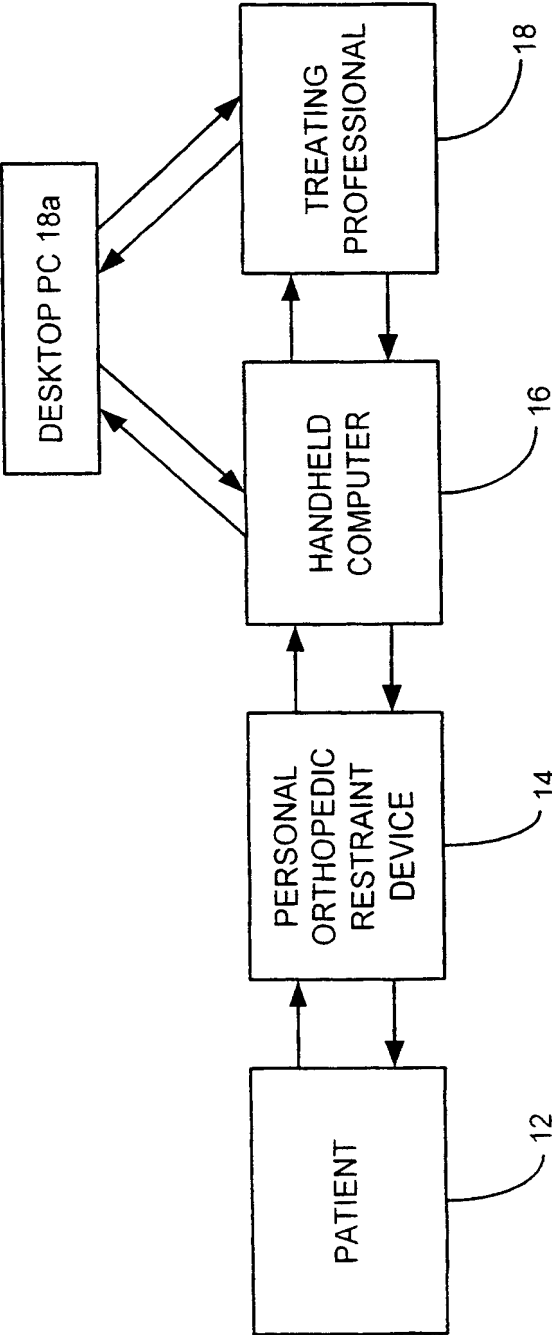 DESKTOP PC 18a
PATIENT
12
PERSONAL
ORTHOPEDIC
RESTRAINT
DEVICE
14
HANDHELD
COMPUTER
16
TREATING
PROFESSIONAL
18